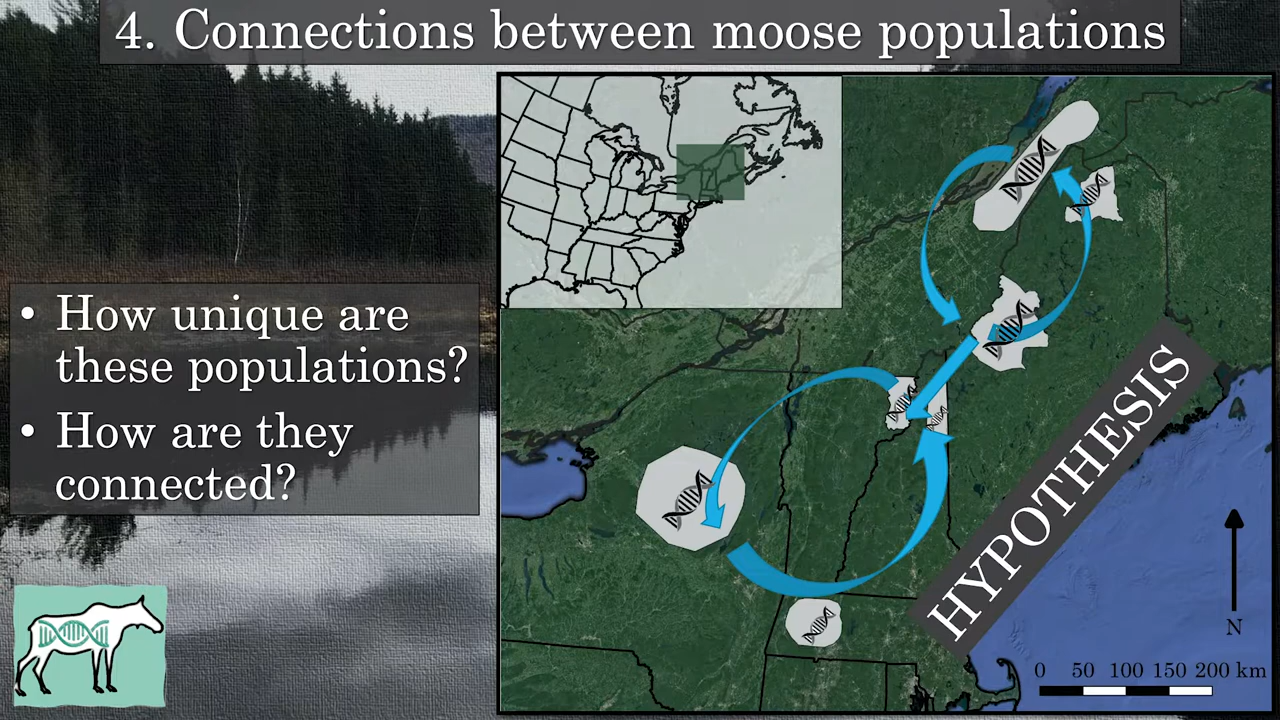 4. Connections between moose populations
• How unique are
these populations?
• How are they
connected?
HYPOTHESIS
N
0 50 100 150 200 km